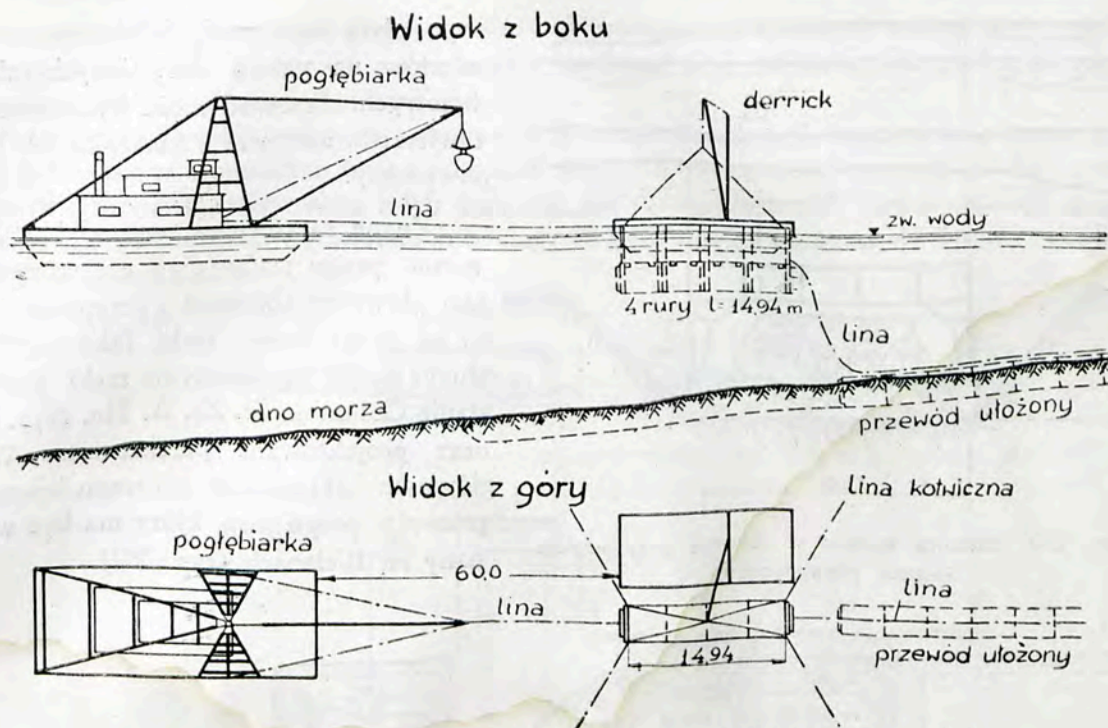 Widok z boku
pogłębiarka
derrick
lina
zw. wody
4 rury l - 14,94 m
lina
dno morza
przewód ułożony
Widok z góry
lina kotwiczna
pogłębiarka
60,0
lina
lina
14,94
przewód ułożony